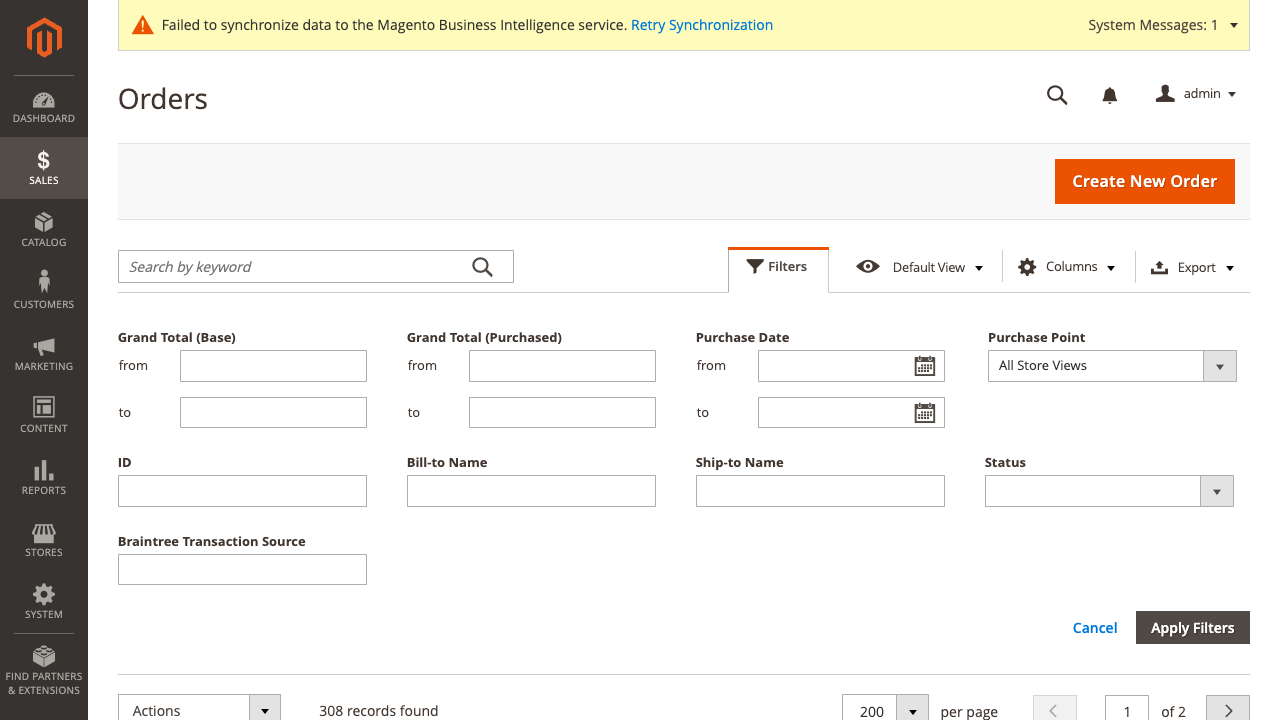 Failed to synchronize data to the Magento Business Intelligence service. Retry Synchronization
System Messages: 1
DASHBOARD
SALES
CATALOG
CUSTOMERS
MARKETING
CONTENT
REPORTS
STORES
SYSTEM
FIND PARTNERS
& EXTENSIONS
Orders
admin
Create New Order
Search by keyword
Filters
Default View
Columns
Export
Grand Total (Base)
from
to
Grand Total (Purchased)
from
to
Purchase Date
from
to
Purchase Point
All Store Views
ID
Bill-to Name
Ship-to Name
Status
Braintree Transaction Source
Cancel
Apply Filters
Actions
308 records found
200
per page
1
of 2